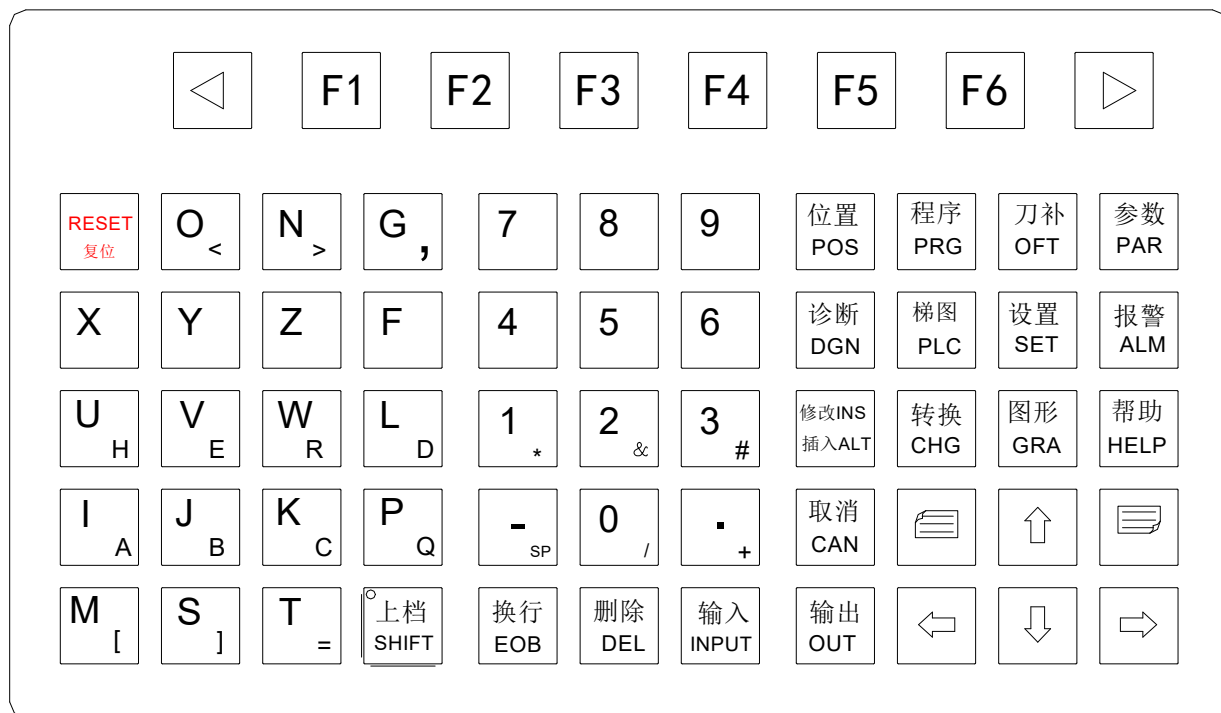 F1 F2 F3 F4 F5 F6
RESET O N G 7 8 9 位置 程序 刀补 参数
复位 < > , POS PRG OFT PAR
X Y Z F 4 5 6 诊断 梯图 设置 报警
DGN PLC SET ALM
U V W L 1 2 3 修改INS 转换 图形 帮助
H E R D * & # 插入ALT CHG GRA HELP
I J K P - 0 . 取消
A B C Q SP / + CAN
M S T 上档 换行 删除 输入 输出
[ ] = SHIFT EOB DEL INPUT OUT